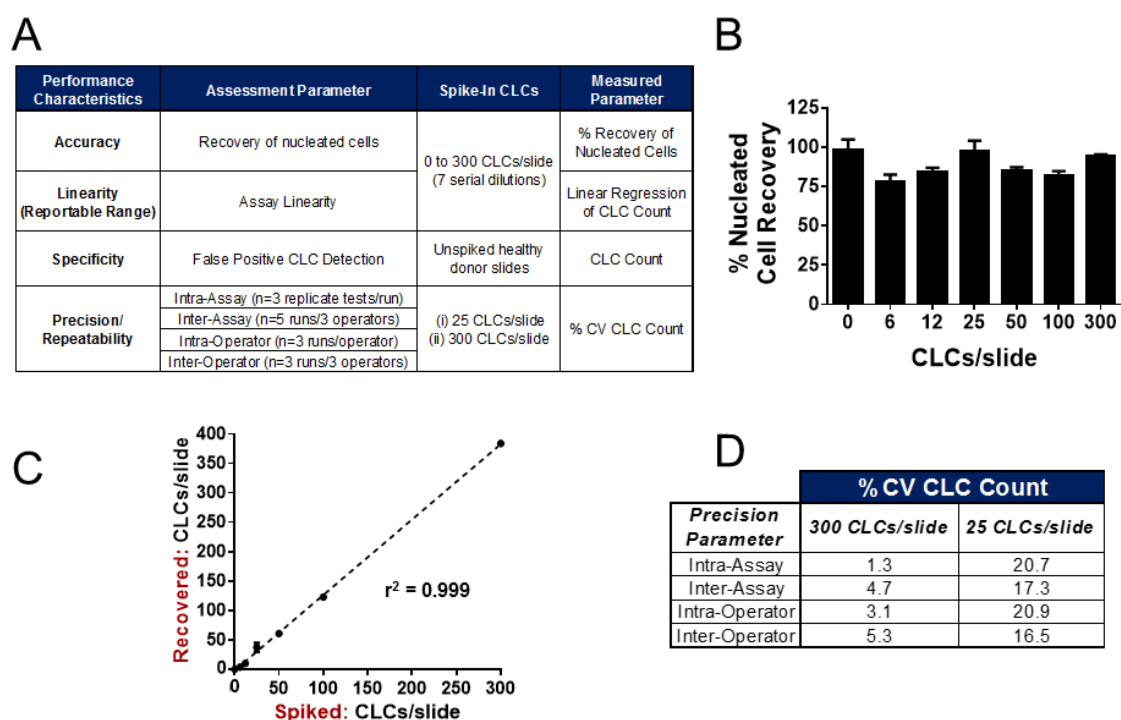 A
Performance
Characteristics
Assessment Parameter
Spike-In CLCs
Measured
Parameter
Accuracy
Recovery of nucleated cells
0 to 300 CLCs/slide
(7 serial dilutions)
% Recovery of
Nucleated Cells
Linearity
(Reportable Range)
Assay Linearity
Linear Regression
of CLC Count
Specificity
False Positive CLC Detection
Unspiked healthy
donor slides
CLC Count
Precision/
Repeatability
Intra-Assay (n=3 replicate tests/run)
Inter-Assay (n=5 runs/3 operators)
Intra-Operator (n=3 runs/operator)
Inter-Operator (n=3 runs/3 operators)
(i) 25 CLCs/slide
(ii) 300 CLCs/slide
% CV CLC Count
B
% Nucleated
Cell Recovery
125
100
75
50
25
0
0 6 12 25 50 100 300
CLCs/slide
C
Recovered: CLCs/slide
400
350
300
250
200
150
100
50
0
r² = 0.999
0 50 100 150 200 250 300
Spiked: CLCs/slide
D
% CV CLC Count
Precision
Parameter
300 CLCs/slide
25 CLCs/slide
Intra-Assay 1.3 20.7
Inter-Assay 4.7 17.3
Intra-Operator 3.1 20.9
Inter-Operator 5.3 16.5